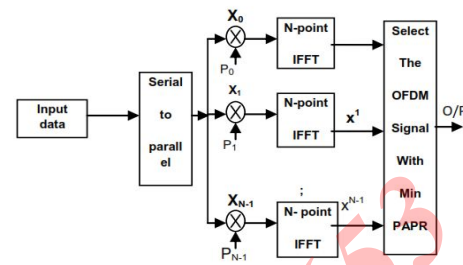 Input
data
Serial
to
parall
el
X0
P0
N-point
IFFT
X1
P1
N-point
IFFT
x1
XN-1
PN-1
;
N- point
IFFT
xN-1
Select
The
OFDM
Signal
With
Min
PAPR
O/P